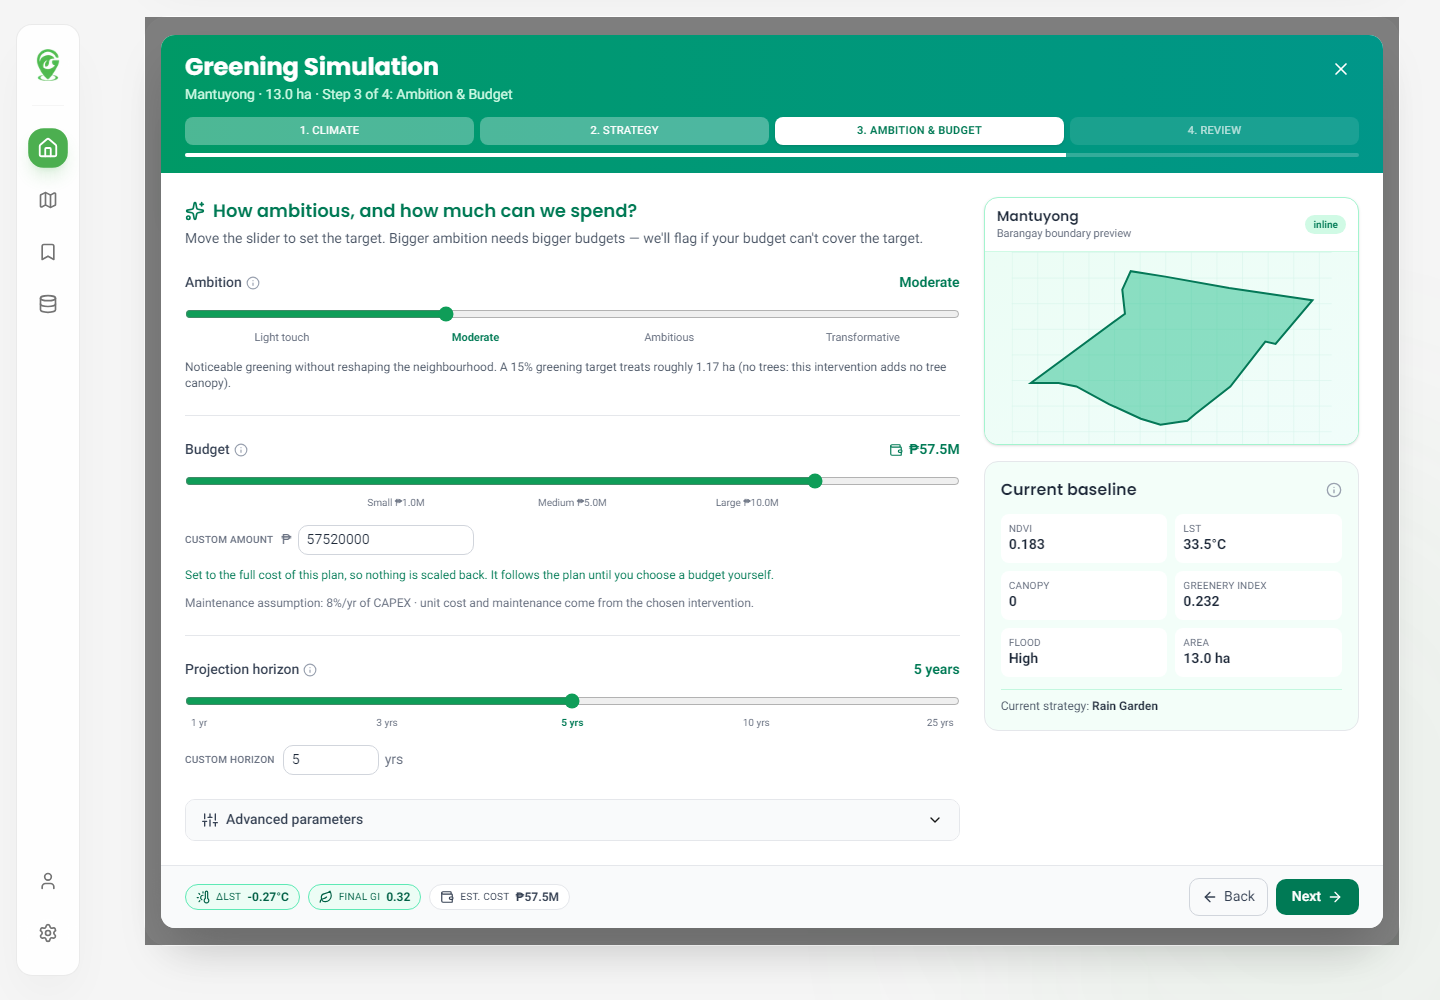 Greening Simulation
Mantuyong · 13.0 ha · Step 3 of 4: Ambition & Budget
1. CLIMATE
2. STRATEGY
3. AMBITION & BUDGET
4. REVIEW
How ambitious, and how much can we spend?
Move the slider to set the target. Bigger ambition needs bigger budgets — we'll flag if your budget can't cover the target.
Ambition
Moderate
Light touch
Moderate
Ambitious
Transformative
Noticeable greening without reshaping the neighbourhood. A 15% greening target treats roughly 1.17 ha (no trees: this intervention adds no tree
canopy).
Budget
₱57.5M
Small ₱1.0M
Medium ₱5.0M
Large ₱10.0M
CUSTOM AMOUNT ₱ 57520000
Set to the full cost of this plan, so nothing is scaled back. It follows the plan until you choose a budget yourself.
Maintenance assumption: 8%/yr of CAPEX · unit cost and maintenance come from the chosen intervention.
Projection horizon
5 years
1 yr
3 yrs
5 yrs
10 yrs
25 yrs
CUSTOM HORIZON 5 yrs
Advanced parameters
Mantuyong
Barangay boundary preview
inline
Current baseline
NDVI
0.183
LST
33.5°C
CANOPY
0
GREENERY INDEX
0.232
FLOOD
High
AREA
13.0 ha
Current strategy: Rain Garden
ΔLST -0.27°C
FINAL GI 0.32
EST. COST ₱57.5M
Back
Next